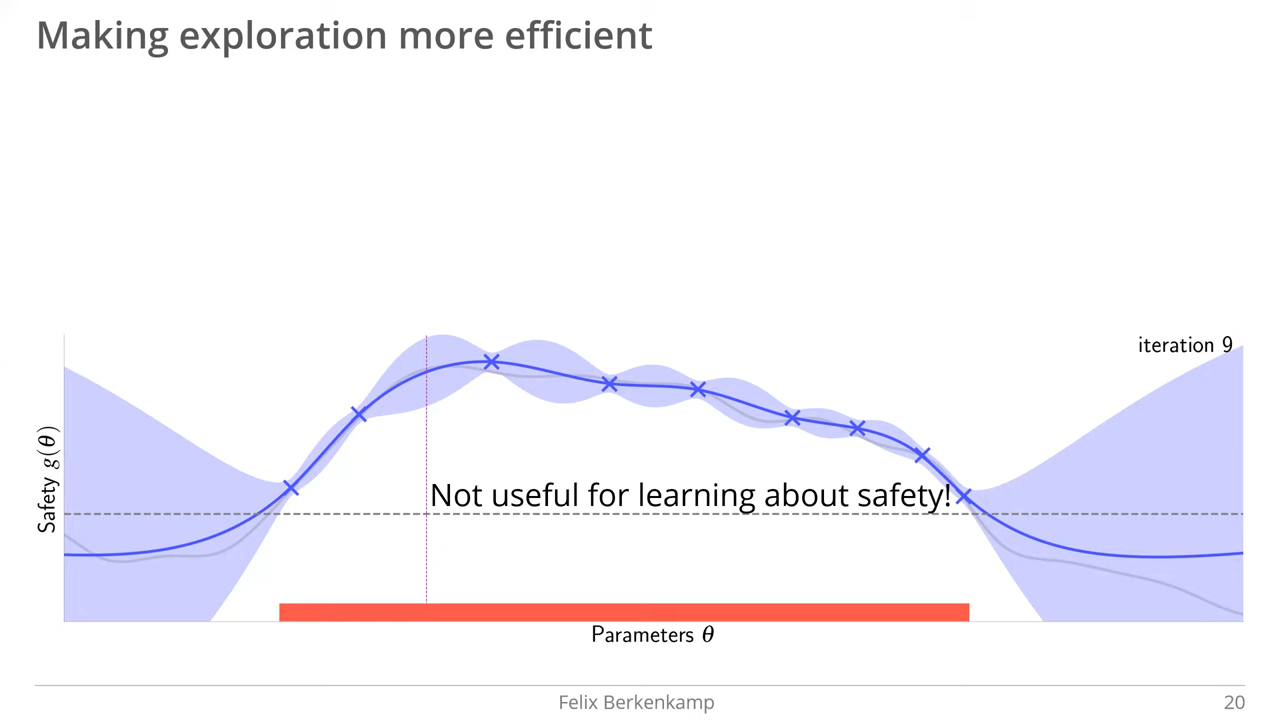 Making exploration more efficient
iteration 9
Safety g(θ)
Not useful for learning about safety!
Parameters θ
Felix Berkenkamp
20